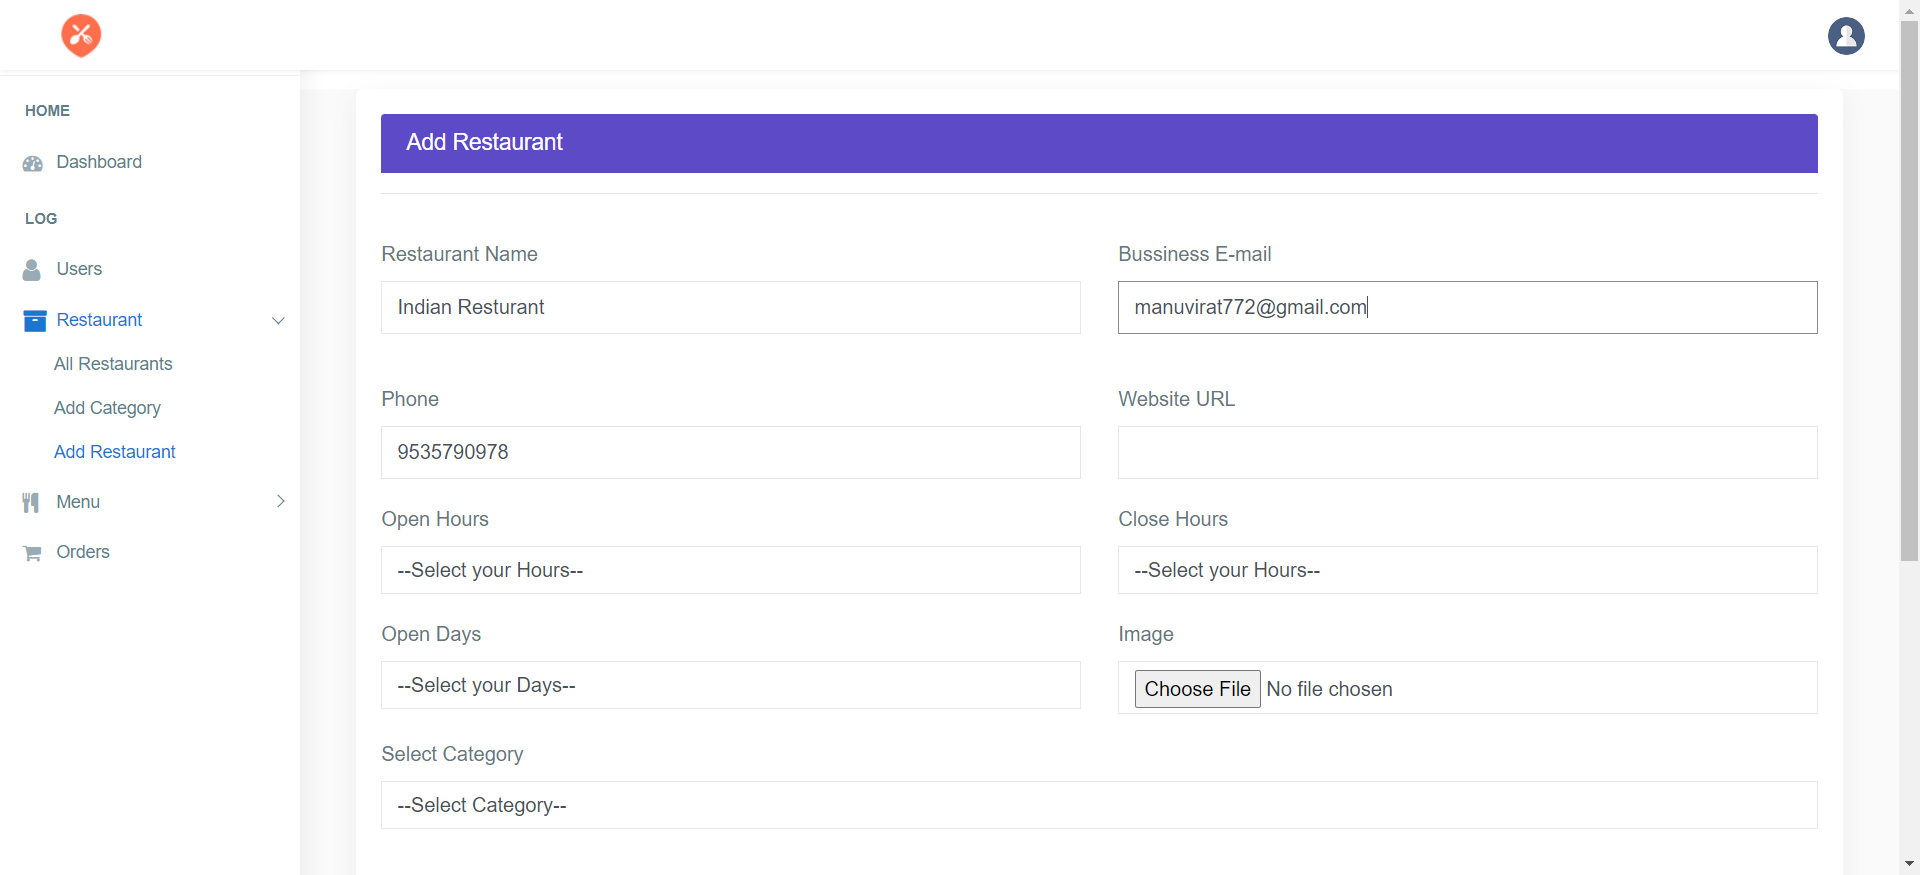 HOME
Dashboard
LOG
Users
Restaurant
All Restaurants
Add Category
Add Restaurant
Menu
Orders
Add Restaurant
Restaurant Name
Bussiness E-mail
Indian Resturant
manuvirat772@gmail.com
Phone
Website URL
9535790978
Open Hours
Close Hours
--Select your Hours--
--Select your Hours--
Open Days
Image
--Select your Days--
Choose File No file chosen
Select Category
--Select Category--